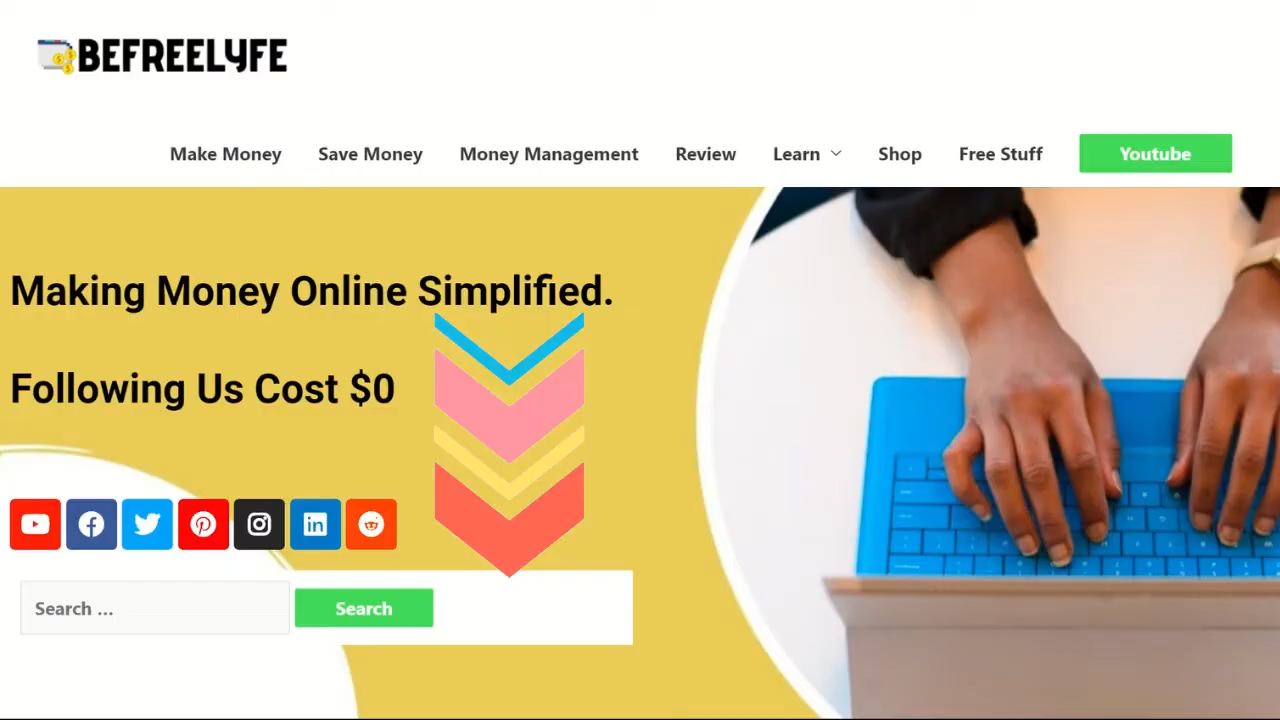 BEFREELYFE
Make Money Save Money Money Management Review Learn Shop Free Stuff Youtube
Making Money Online Simplified.
Following Us Cost $0
in
Search ...
Search